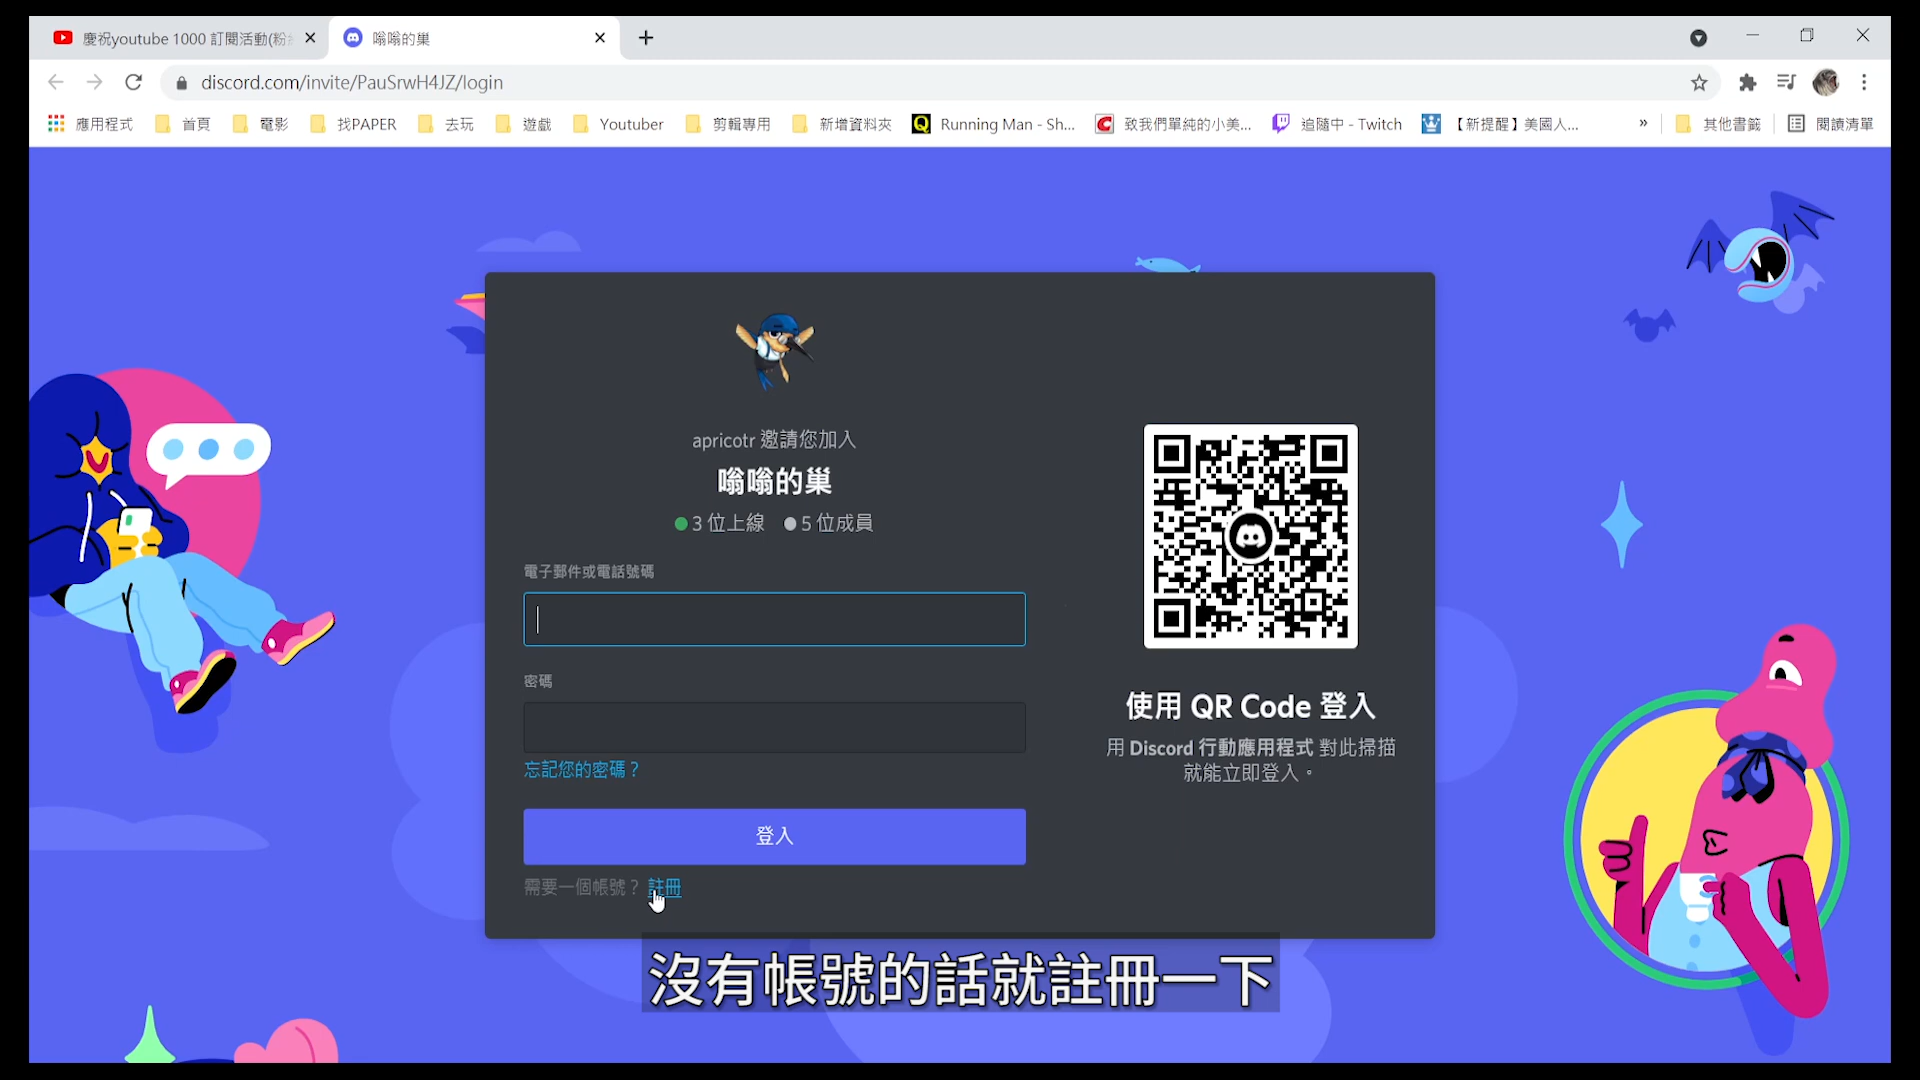 慶祝youtube 1000 訂閱活動(粉
嗡嗡的巢
discord.com/invite/PauSrwH4JZ/login
應用程式
首頁
電影
找PAPER
去玩
遊戲
Youtuber
剪輯專用
新增資料夾
Running Man - Sh...
致我們單純的小美...
追隨中 - Twitch
【新提醒】美國人...
»
其他書籤
閱讀清單
apricotr 邀請您加入
嗡嗡的巢
3 位上線 5 位成員
電子郵件或電話號碼
密碼
忘記您的密碼？
登入
需要一個帳號？ 註冊
使用 QR Code 登入
用 Discord 行動應用程式 對此掃描
就能立即登入。
沒有帳號的話就註冊一下